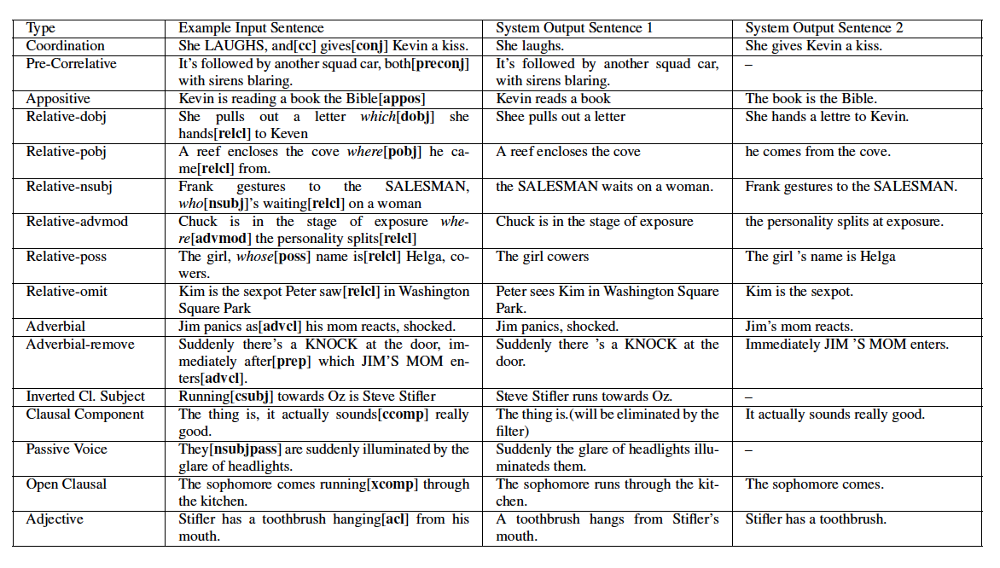 Type Example Input Sentence System Output Sentence 1 System Output Sentence 2
Coordination She LAUGHS, and[cc] gives[conj] Kevin a kiss. She laughs. She gives Kevin a kiss.
Pre-Correlative It's followed by another squad car, both[preconj] It's followed by another squad car, –
with sirens blaring. with sirens blaring.
Appositive Kevin is reading a book the Bible[appos] Kevin reads a book The book is the Bible.
Relative-dobj She pulls out a letter which[dobj] she Shee pulls out a letter She hands a lettre to Kevin.
hands[relcl] to Keven
Relative-pobj A reef encloses the cove where[pobj] he ca- A reef encloses the cove he comes from the cove.
me[relcl] from.
Relative-nsubj Frank gestures to the SALESMAN, the SALESMAN waits on a woman. Frank gestures to the SALESMAN.
who[nsubj]'s waiting[relcl] on a woman
Relative-advmod Chuck is in the stage of exposure whe- Chuck is in the stage of exposure the personality splits at exposure.
re[advmod] the personality splits[relcl]
Relative-poss The girl, whose[poss] name is[relcl] Helga, co- The girl cowers The girl 's name is Helga
wers.
Relative-omit Kim is the sexpot Peter saw[relcl] in Washington Peter sees Kim in Washington Square Kim is the sexpot.
Square Park Park.
Adverbial Jim panics as[advcl] his mom reacts, shocked. Jim panics, shocked. Jim's mom reacts.
Adverbial-remove Suddenly there's a KNOCK at the door, im- Suddenly there 's a KNOCK at the Immediately JIM 'S MOM enters.
mediately after[prep] which JIM'S MOM en- door.
ters[advcl].
Inverted Cl. Subject Running[csubj] towards Oz is Steve Stifler Steve Stifler runs towards Oz. –
Clausal Component The thing is, it actually sounds[ccomp] really The thing is.(will be eliminated by the It actually sounds really good.
good. filter)
Passive Voice They[nsubjpass] are suddenly illuminated by the Suddenly the glare of headlights illu- –
glare of headlights. minateds them.
Open Clausal The sophomore comes running[xcomp] through The sophomore runs through the kit- The sophomore comes.
the kitchen. chen.
Adjective Stifler has a toothbrush hanging[acl] from his A toothbrush hangs from Stifler's Stifler has a toothbrush.
mouth. mouth.